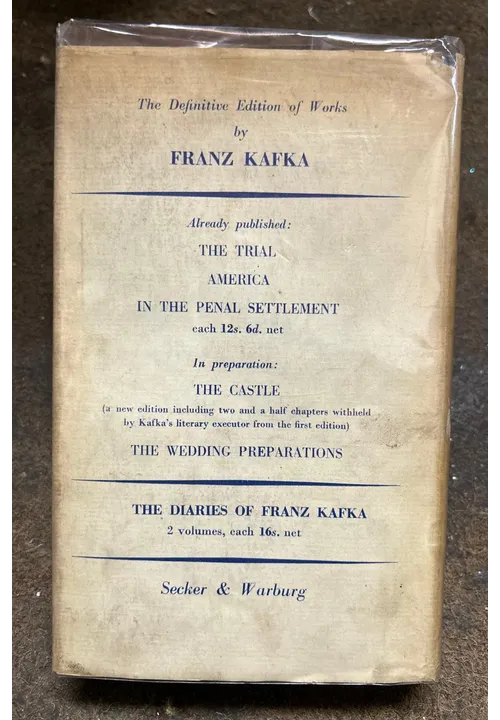 The Definitive Edition of Works
by
FRANZ KAFKA
Already published:
THE TRIAL
AMERICA
IN THE PENAL SETTLEMENT
each 12s. 6d. net
In preparation:
THE CASTLE
(a new edition including two and a half chapters withheld
by Kafka's literary executor from the first edition)
THE WEDDING PREPARATIONS
THE DIARIES OF FRANZ KAFKA
2 volumes, each 16s. net
Secker & Warburg